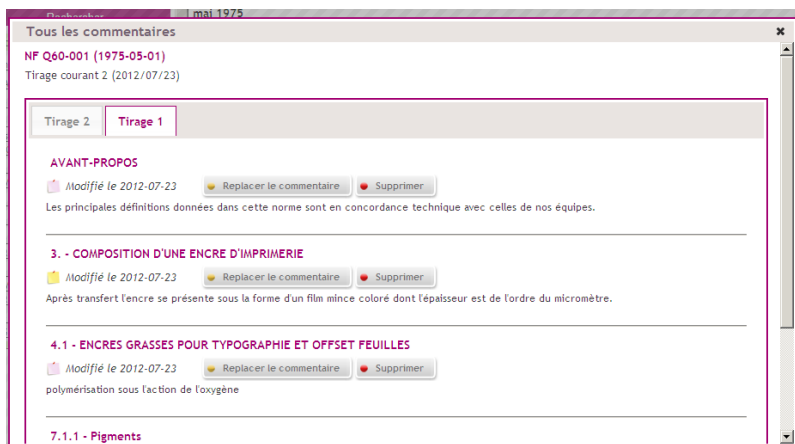 Rechercher
mai 1975
Tous les commentaires
NF Q60-001 (1975-05-01)
Tirage courant 2 (2012/07/23)
Tirage 2 Tirage 1
AVANT-PROPOS
Modifié le 2012-07-23 Replacer le commentaire Supprimer
Les principales définitions données dans cette norme sont en concordance technique avec celles de nos équipes.
3. - COMPOSITION D'UNE ENCRE D'IMPRIMERIE
Modifié le 2012-07-23 Replacer le commentaire Supprimer
Après transfert l'encre se présente sous la forme d'un film mince coloré dont l'épaisseur est de l'ordre du micromètre.
4.1 - ENCRES GRASSES POUR TYPOGRAPHIE ET OFFSET FEUILLES
Modifié le 2012-07-23 Replacer le commentaire Supprimer
polymérisation sous l'action de l'oxygène
7.1.1 - Pigments